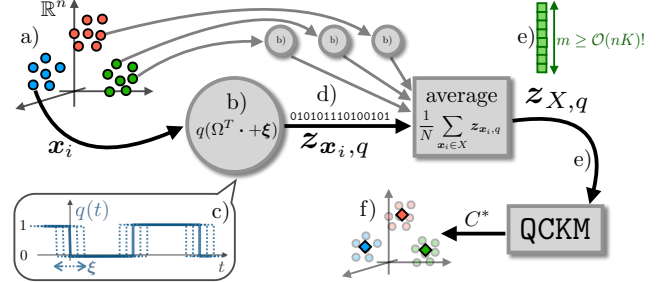 ℝⁿ
a)
b)
b)
b)
e)
m ≥ 𝒪(nK)!
b)
q(Ωᵀ · +ξ)
d)
010101110100101
z_{x_i},q
average
1/N ∑_{x_i∈X} z_{x_i,q}
z_{X,q}
x_i
e)
q(t)
c)
1
0
ξ
t
f)
C*
QCKM